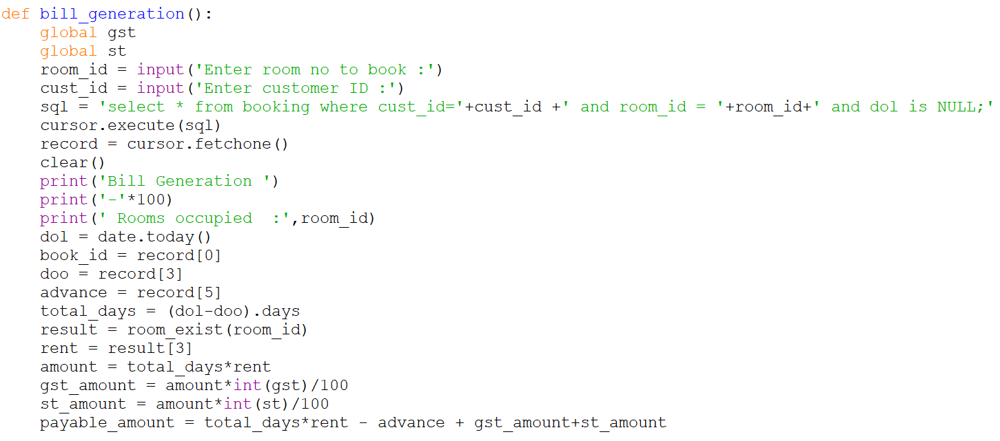 def bill_generation():
    global gst
    global st
    room_id = input('Enter room no to book :')
    cust_id = input('Enter customer ID :')
    sql = 'select * from booking where cust_id='+cust_id +' and room_id = '+room_id+' and dol is NULL;'
    cursor.execute(sql)
    record = cursor.fetchone()
    clear()
    print('Bill Generation ')
    print('-'*100)
    print(' Rooms occupied  :',room_id)
    dol = date.today()
    book_id = record[0]
    doo = record[3]
    advance = record[5]
    total_days = (dol-doo).days
    result = room_exist(room_id)
    rent = result[3]
    amount = total_days*rent
    gst_amount = amount*int(gst)/100
    st_amount = amount*int(st)/100
    payable_amount = total_days*rent - advance + gst_amount+st_amount